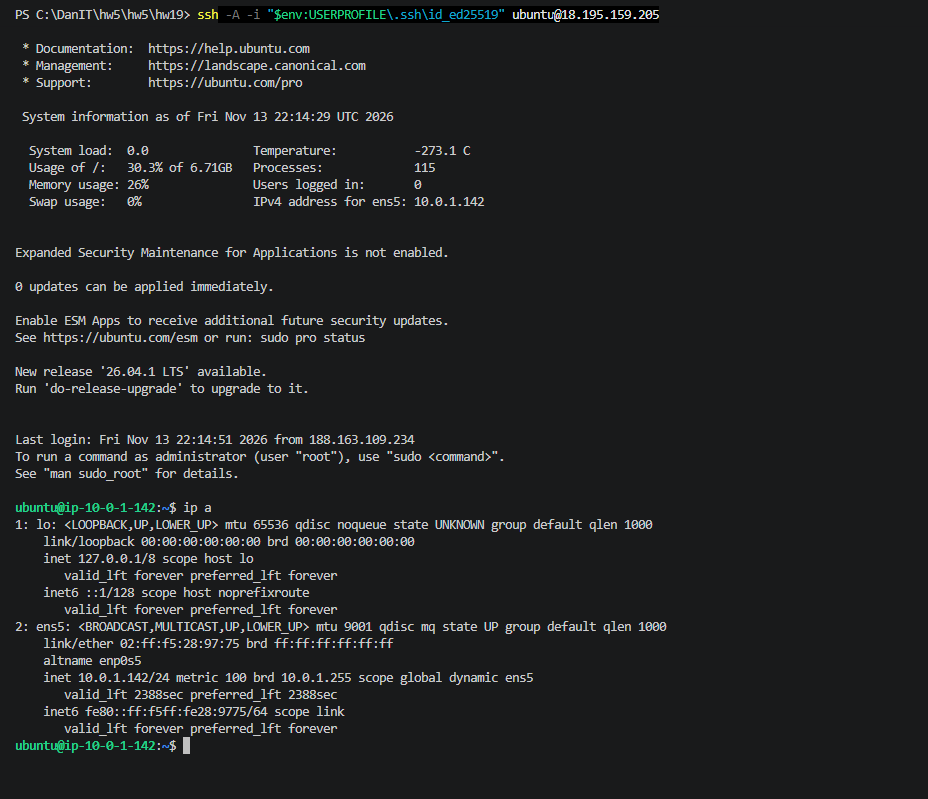 PS C:\DanIT\hw5\hw5\hw19> ssh -A -i "$env:USERPROFILE\.ssh\id_ed25519" ubuntu@18.195.159.205
* Documentation: https://help.ubuntu.com
* Management: https://landscape.canonical.com
* Support: https://ubuntu.com/pro
System information as of Fri Nov 13 22:14:29 UTC 2026
System load: 0.0 Temperature: -273.1 C
Usage of /: 30.3% of 6.71GB Processes: 115
Memory usage: 26% Users logged in: 0
Swap usage: 0% IPv4 address for ens5: 10.0.1.142
Expanded Security Maintenance for Applications is not enabled.
0 updates can be applied immediately.
Enable ESM Apps to receive additional future security updates.
See https://ubuntu.com/esm or run: sudo pro status
New release '26.04.1 LTS' available.
Run 'do-release-upgrade' to upgrade to it.
Last login: Fri Nov 13 22:14:51 2026 from 188.163.109.234
To run a command as administrator (user "root"), use "sudo <command>".
See "man sudo_root" for details.
ubuntu@ip-10-0-1-142:~$ ip a
1: lo: <LOOPBACK,UP,LOWER_UP> mtu 65536 qdisc noqueue state UNKNOWN group default qlen 1000
link/loopback 00:00:00:00:00:00 brd 00:00:00:00:00:00
inet 127.0.0.1/8 scope host lo
valid_lft forever preferred_lft forever
inet6 ::1/128 scope host noprefixroute
valid_lft forever preferred_lft forever
2: ens5: <BROADCAST,MULTICAST,UP,LOWER_UP> mtu 9001 qdisc mq state UP group default qlen 1000
link/ether 02:ff:f5:28:97:75 brd ff:ff:ff:ff:ff:ff
altname enp0s5
inet 10.0.1.142/24 metric 100 brd 10.0.1.255 scope global dynamic ens5
valid_lft 2388sec preferred_lft 2388sec
inet6 fe80::ff:f5ff:fe28:9775/64 scope link
valid_lft forever preferred_lft forever
ubuntu@ip-10-0-1-142:~$